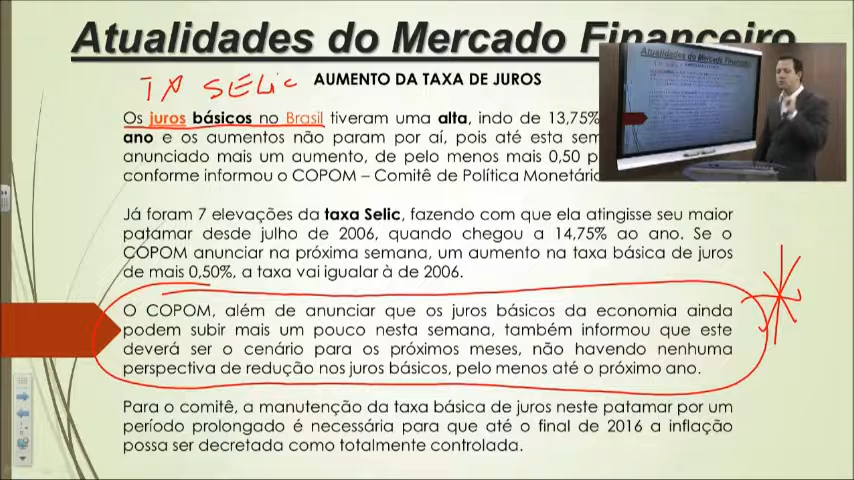 Atualidades do Mercado Financeiro
TX SELIC AUMENTO DA TAXA DE JUROS
Os juros básicos no Brasil tiveram uma alta, indo de 13,75%
ano e os aumentos não param por aí, pois até esta sem
anunciado mais um aumento, de pelo menos mais 0,50 p
conforme informou o COPOM – Comitê de Política Monetári
Já foram 7 elevações da taxa Selic, fazendo com que ela atingisse seu maior
patamar desde julho de 2006, quando chegou a 14,75% ao ano. Se o
COPOM anunciar na próxima semana, um aumento na taxa básica de juros
de mais 0,50%, a taxa vai igualar à de 2006.
O COPOM, além de anunciar que os juros básicos da economia ainda
podem subir mais um pouco nesta semana, também informou que este
deverá ser o cenário para os próximos meses, não havendo nenhuma
perspectiva de redução nos juros básicos, pelo menos até o próximo ano.
Para o comitê, a manutenção da taxa básica de juros neste patamar por um
período prolongado é necessária para que até o final de 2016 a inflação
possa ser decretada como totalmente controlada.
Atualidades do Mercado Financeiro